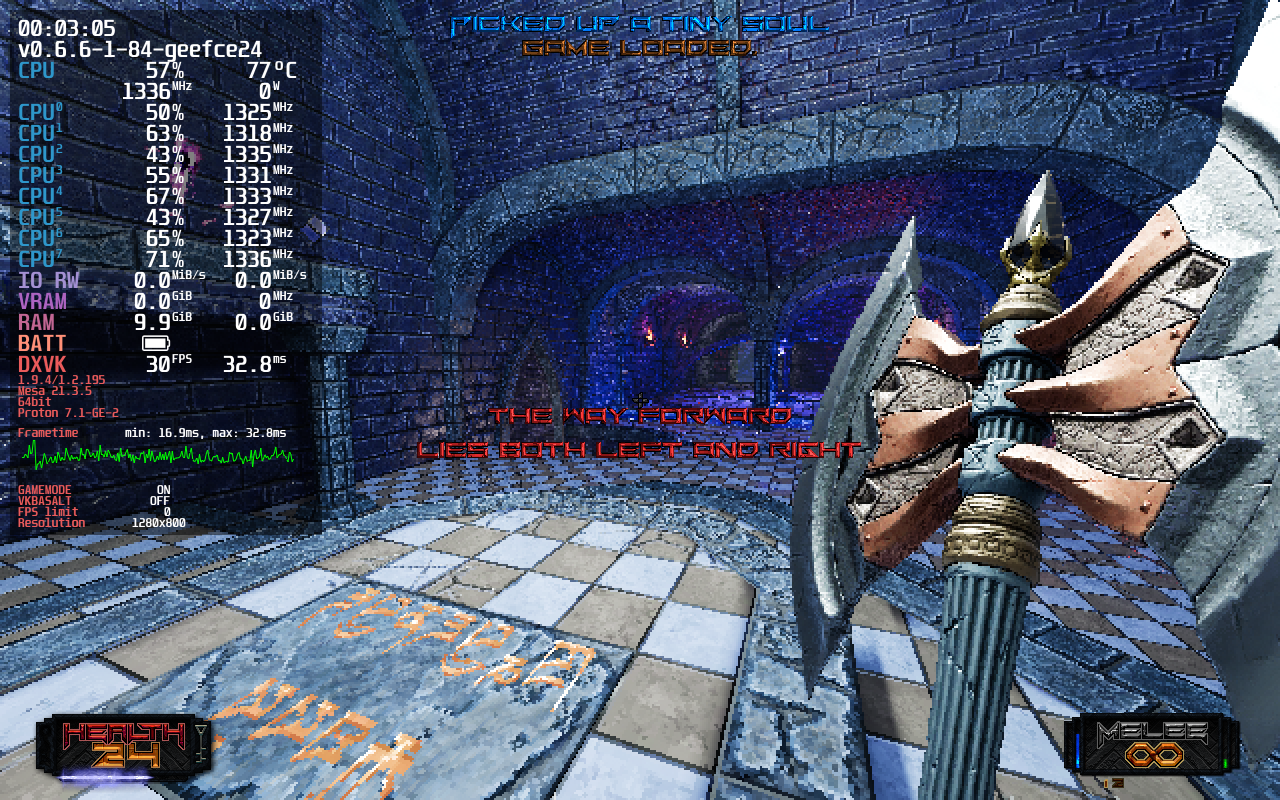 PICKED UP A TINY SOUL
GAME LOADED.
00:03:05
v0.6.6-1-84-geefce24
CPU 57% 77°C
1336MHz 0W
CPU0 50% 1325MHz
CPU1 63% 1318MHz
CPU2 43% 1335MHz
CPU3 55% 1331MHz
CPU4 67% 1333MHz
CPU5 43% 1327MHz
CPU6 65% 1323MHz
CPU7 71% 1336MHz
IO RW 0.0MiB/s 0.0MiB/s
VRAM 0.0GiB 0MHz
RAM 9.9GiB 0.0GiB
BATT
DXVK 30FPS 32.8ms
1.9.4/1.2.195
Mesa 21.3.5
64bit
Proton 7.1-GE-2
Frametime min: 16.9ms, max: 32.8ms
GAMEMODE ON
VKBASALT OFF
FPS limit 0
Resolution 1280x800
THE WAY FORWARD
LIES BOTH LEFT AND RIGHT
HEALTH
24
MELEE
∞